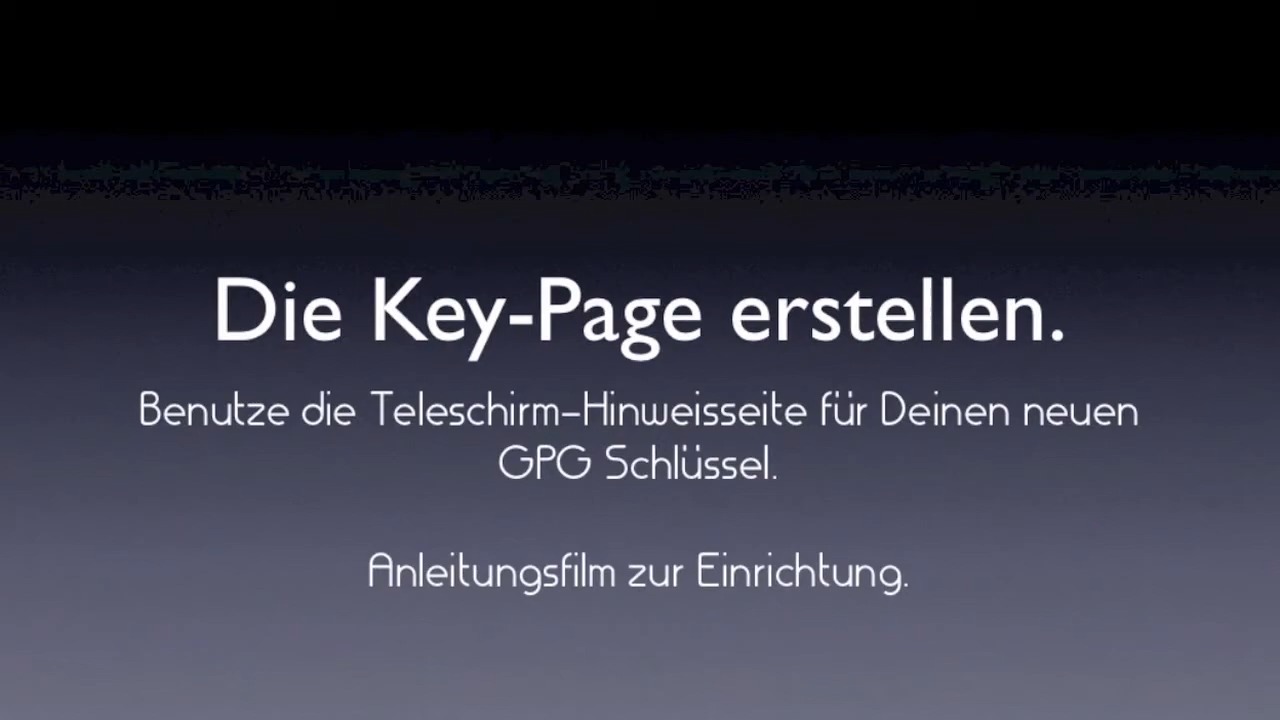 Die Key-Page erstellen.
Benutze die Teleschirm-Hinweisseite für Deinen neuen
GPG Schlüssel.
Anleitungsfilm zur Einrichtung.